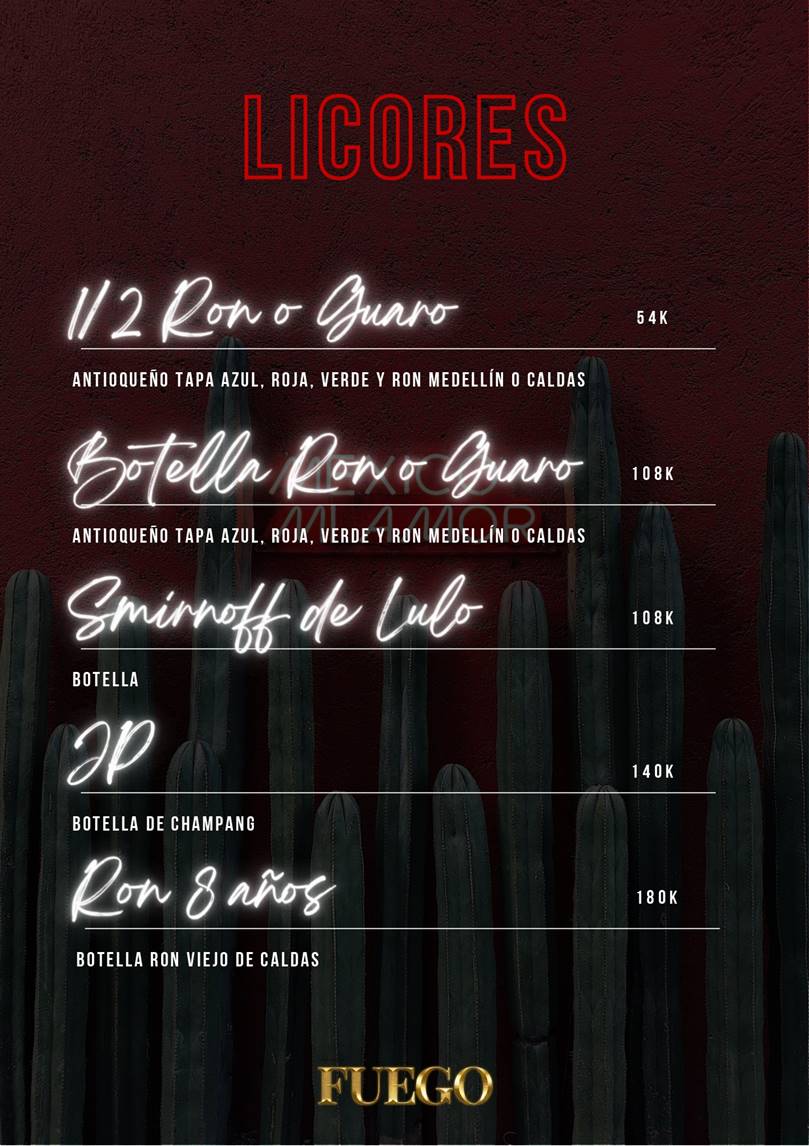 LICORES
1/2 Ron o Guaro
54K
ANTIOQUEÑO TAPA AZUL, ROJA, VERDE Y RON MEDELLÍN O CALDAS
Botella Ron o Guaro
108K
MEXICO
MI AMOR
ANTIOQUEÑO TAPA AZUL, ROJA, VERDE Y RON MEDELLÍN O CALDAS
Smirnoff de Lulo
108K
BOTELLA
JP
140K
BOTELLA DE CHAMPANG
Ron 8 años
180K
BOTELLA RON VIEJO DE CALDAS
FUEGO